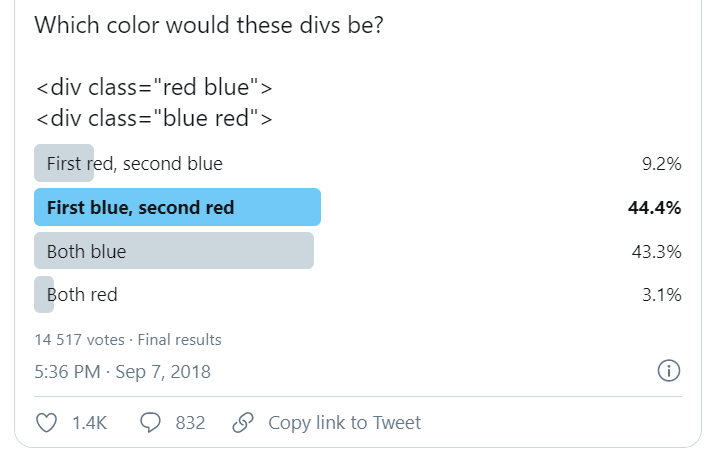 Which color would these divs be?
<div class="red blue">
<div class="blue red">
First red, second blue 9.2%
First blue, second red 44.4%
Both blue 43.3%
Both red 3.1%
14 517 votes · Final results
5:36 PM · Sep 7, 2018
1.4K 832 Copy link to Tweet